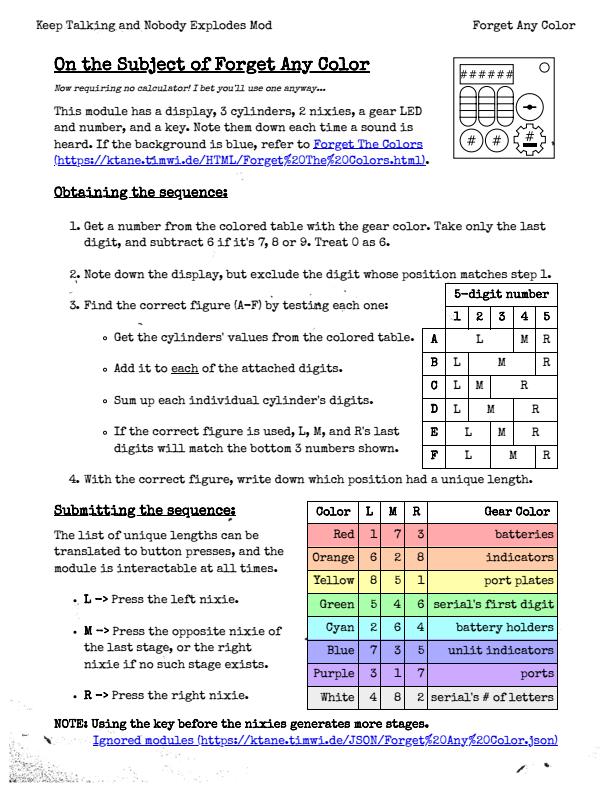 Keep Talking and Nobody Explodes Mod Forget Any Color
On the Subject of Forget Any Color
Now requiring no calculator! I bet you'll use one anyway...
This module has a display, 3 cylinders, 2 nixies, a gear LED
and number, and a key. Note them down each time a sound is
heard. If the background is blue, refer to Forget The Colors
(https://ktane.timwi.de/HTML/Forget%20The%20Colors.html).
######
# # #
Obtaining the sequence:
1. Get a number from the colored table with the gear color. Take only the last
digit, and subtract 6 if it's 7, 8 or 9. Treat 0 as 6.
2. Note down the display, but exclude the digit whose position matches step 1.
3. Find the correct figure (A-F) by testing each one:
Get the cylinders' values from the colored table.
Add it to each of the attached digits.
Sum up each individual cylinder's digits.
If the correct figure is used, L, M, and R's last
digits will match the bottom 3 numbers shown.
5-digit number
1 2 3 4 5
A L M R
B L M R
C L M R
D L M R
E L M R
F L M R
4. With the correct figure, write down which position had a unique length.
Submitting the sequence:
The list of unique lengths can be
translated to button presses, and the
module is interactable at all times.
L -> Press the left nixie.
M -> Press the opposite nixie of
the last stage, or the right
nixie if no such stage exists.
R -> Press the right nixie.
Color L M R Gear Color
Red 1 7 3 batteries
Orange 6 2 8 indicators
Yellow 8 5 1 port plates
Green 5 4 6 serial's first digit
Cyan 2 6 4 battery holders
Blue 7 3 5 unlit indicators
Purple 3 1 7 ports
White 4 8 2 serial's # of letters
NOTE: Using the key before the nixies generates more stages.
Ignored modules (https://ktane.timwi.de/JSON/Forget%20Any%20Color.json)